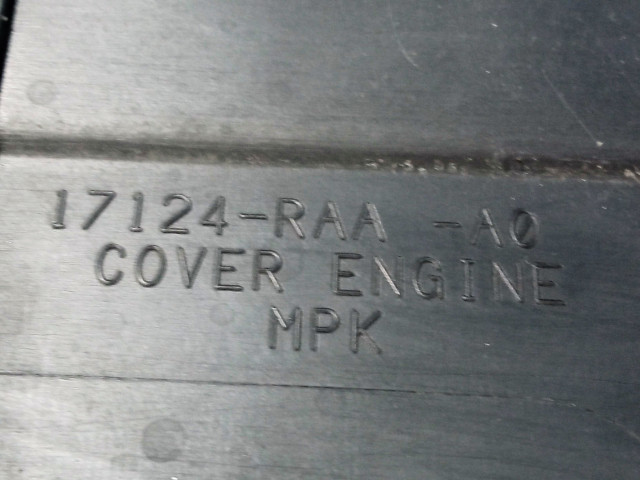 17124-RAA -A0
COVER ENGINE
MPK